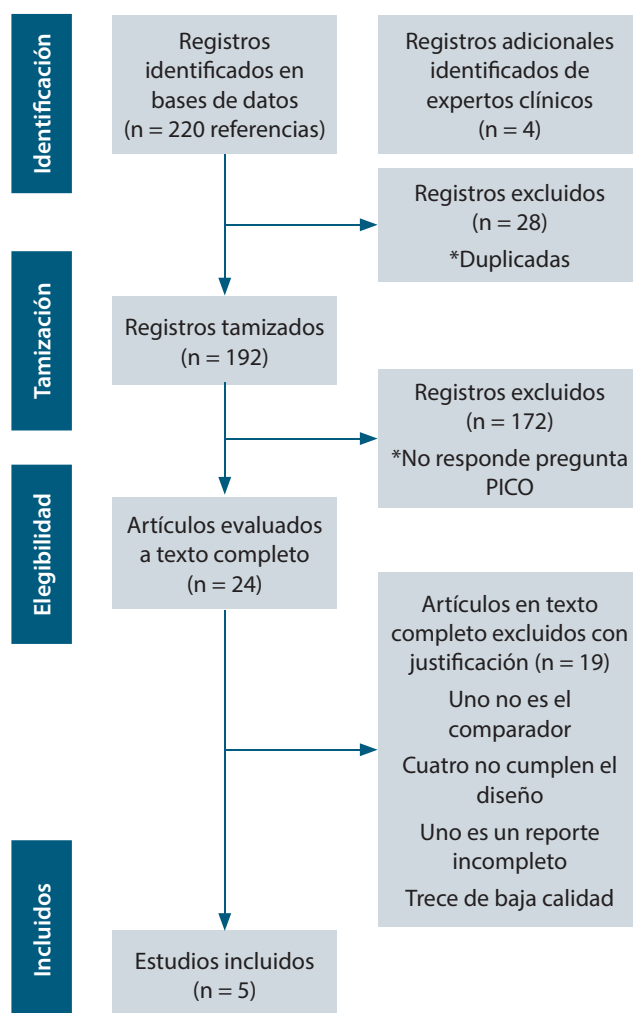 Identificación
Registros
identificados en
bases de datos
(n = 220 referencias)
Registros adicionales
identificados de
expertos clínicos
(n = 4)
Registros excluidos
(n = 28)
*Duplicadas
Tamización
Registros tamizados
(n = 192)
Registros excluidos
(n = 172)
*No responde pregunta
PICO
Elegibilidad
Artículos evaluados
a texto completo
(n = 24)
Artículos en texto
completo excluidos con
justificación (n = 19)
Uno no es el
comparador
Cuatro no cumplen el
diseño
Uno es un reporte
incompleto
Trece de baja calidad
Incluidos
Estudios incluidos
(n = 5)